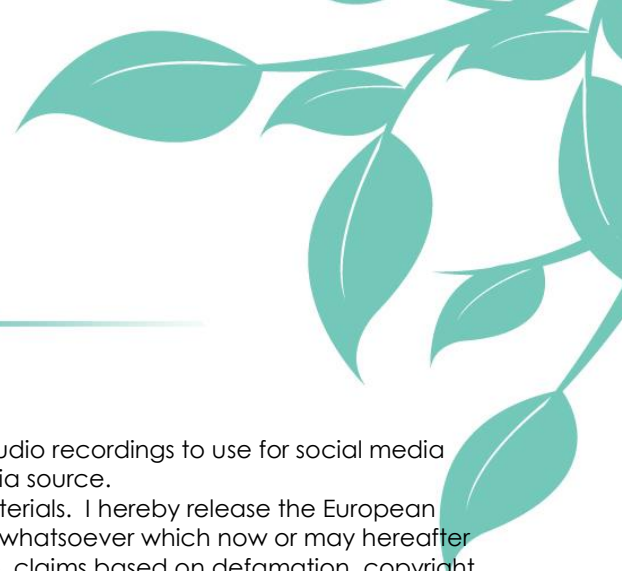 udio recordings to use for social media
ia source.
terials. I hereby release the European
whatsoever which now or may hereafter
claims based on defamation, copyright